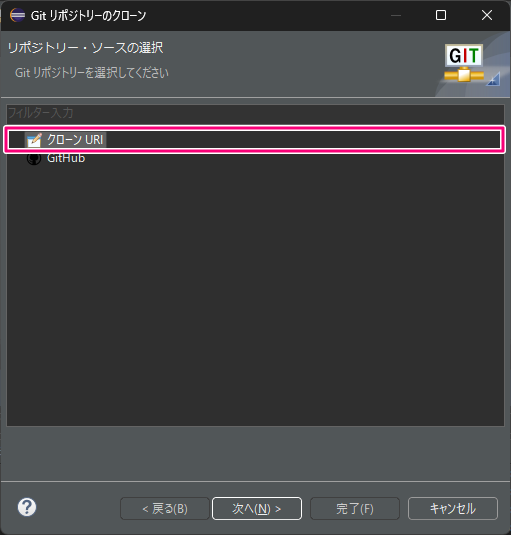 Git リポジトリーのクローン
リポジトリー・ソースの選択
Git リポジトリーを選択してください
GIT
フィルター入力
クローン URI
GitHub
?
< 戻る(B)
次へ(N) >
完了(F)
キャンセル